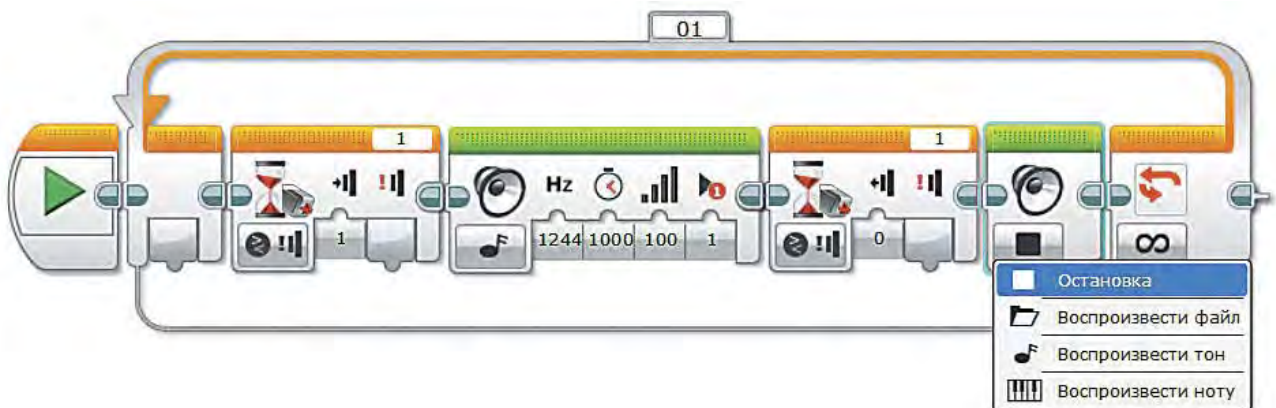 01
1
1
Hz
1
1244 1000 100 1
0
Остановка
Воспроизвести файл
Воспроизвести тон
Воспроизвести ноту